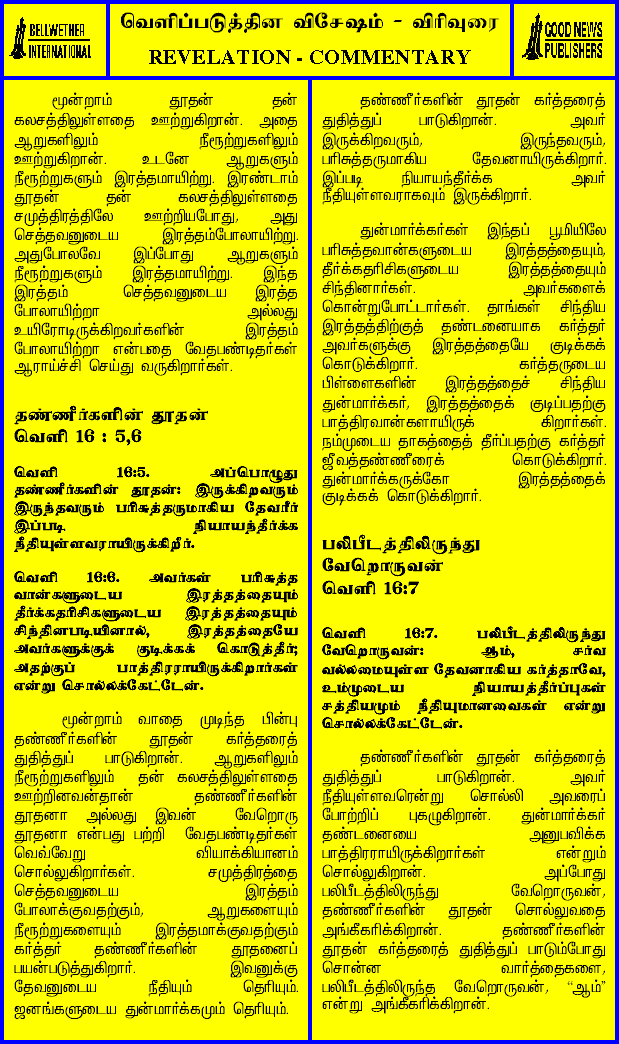 BELLWETHER
INTERNATIONAL
வெளிப்படுத்தின விசேஷம் - விரிவுரை
REVELATION - COMMENTARY
GOOD NEWS
PUBLISHERS
மூன்றாம் தூதன் தன்
கலசத்திலுள்ளதை ஊற்றுகிறான். அதை
ஆறுகளிலும் நீரூற்றுகளிலும்
ஊற்றுகிறான். உடனே ஆறுகளும்
நீரூற்றுகளும் இரத்தமாயிற்று. இரண்டாம்
தூதன் தன் கலசத்திலுள்ளதை
சமுத்திரத்திலே ஊற்றியபோது, அது
செத்தவனுடைய இரத்தம்போலாயிற்று.
அதுபோலவே இப்போது ஆறுகளும்
நீரூற்றுகளும் இரத்தமாயிற்று. இந்த
இரத்தம் செத்தவனுடைய இரத்த
போலாயிற்றா அல்லது
உயிரோடிருக்கிறவர்களின் இரத்தம்
போலாயிற்றா என்பதை வேதபண்டிதர்கள்
ஆராய்ச்சி செய்து வருகிறார்கள்.
தண்ணீர்களின் தூதன்
வெளி 16 : 5,6
வெளி 16:5. அப்பொழுது
தண்ணீர்களின் தூதன்: இருக்கிறவரும்
இருந்தவரும் பரிசுத்தருமாகிய தேவரீர்
இப்படி நியாயந்தீர்க்க
நீதியுள்ளவராயிருக்கிறீர்.
வெளி 16:6. அவர்கள் பரிசுத்த
வான்களுடைய இரத்தத்தையும்
தீர்க்கதரிசிகளுடைய இரத்தத்தையும்
சிந்தினபடியினால், இரத்தத்தையே
அவர்களுக்குக் குடிக்கக் கொடுத்தீர்;
அதற்குப் பாத்திரராயிருக்கிறார்கள்
என்று சொல்லக்கேட்டேன்.
மூன்றாம் வாதை முடிந்த பின்பு
தண்ணீர்களின் தூதன் கர்த்தரைத்
துதித்துப் பாடுகிறான். ஆறுகளிலும்
நீரூற்றுகளிலும் தன் கலசத்திலுள்ளதை
ஊற்றினவன்தான் தண்ணீர்களின்
தூதனா அல்லது இவன் வேறொரு
தூதனா என்பது பற்றி வேதபண்டிதர்கள்
வெவ்வேறு வியாக்கியானம்
சொல்லுகிறார்கள். சமுத்திரத்தை
செத்தவனுடைய இரத்தம்
போலாக்குவதற்கும், ஆறுகளையும்
நீரூற்றுகளையும் இரத்தமாக்குவதற்கும்
கர்த்தர் தண்ணீர்களின் தூதனைப்
பயன்படுத்துகிறார். இவனுக்கு
தேவனுடைய நீதியும் தெரியும்.
ஜனங்களுடைய துன்மார்க்கமும் தெரியும்.
தண்ணீர்களின் தூதன் கர்த்தரைத்
துதித்துப் பாடுகிறான். அவர்
இருக்கிறவரும், இருந்தவரும்,
பரிசுத்தருமாகிய தேவனாயிருக்கிறார்.
இப்படி நியாயந்தீர்க்க அவர்
நீதியுள்ளவராகவும் இருக்கிறார்.
துன்மார்க்கர்கள் இந்தப் பூமியிலே
பரிசுத்தவான்களுடைய இரத்தத்தையும்,
தீர்க்கதரிசிகளுடைய இரத்தத்தையும்
சிந்தினார்கள். அவர்களைக்
கொன்றுபோட்டார்கள். தாங்கள் சிந்திய
இரத்தத்திற்குத் தண்டனையாக கர்த்தர்
அவர்களுக்கு இரத்தத்தையே குடிக்கக்
கொடுக்கிறார். கர்த்தருடைய
பிள்ளைகளின் இரத்தத்தைச் சிந்திய
துன்மார்க்கர், இரத்தத்தைக் குடிப்பதற்கு
பாத்திரவான்களாயிருக் கிறார்கள்.
நம்முடைய தாகத்தைத் தீர்ப்பதற்கு கர்த்தர்
ஜீவத்தண்ணீரைக் கொடுக்கிறார்.
துன்மார்க்கருக்கோ இரத்தத்தைக்
குடிக்கக் கொடுக்கிறார்.
பலிபீடத்திலிருந்து
வேறொருவன்
வெளி 16:7
வெளி 16:7. பலிபீடத்திலிருந்து
வேறொருவன்: ஆம், சர்வ
வல்லமையுள்ள தேவனாகிய கர்த்தாவே,
உம்முடைய நியாயத்தீர்ப்புகள்
சத்தியமும் நீதியுமானவைகள் என்று
சொல்லக்கேட்டேன்.
தண்ணீர்களின் தூதன் கர்த்தரைத்
துதித்துப் பாடுகிறான். அவர்
நீதியுள்ளவரென்று சொல்லி அவரைப்
போற்றிப் புகழுகிறான். துன்மார்க்கர்
தண்டனையை அனுபவிக்க
பாத்திரராயிருக்கிறார்கள் என்றும்
சொல்லுகிறான். அப்போது
பலிபீடத்திலிருந்து வேறொருவன்,
தண்ணீர்களின் தூதன் சொல்லுவதை
அங்கீகரிக்கிறான். தண்ணீர்களின்
தூதன் கர்த்தரைத் துதித்துப் பாடும்போது
சொன்ன வார்த்தைகளை,
பலிபீடத்திலிருந்த வேறொருவன், “ஆம்”
என்று அங்கீகரிக்கிறான்.